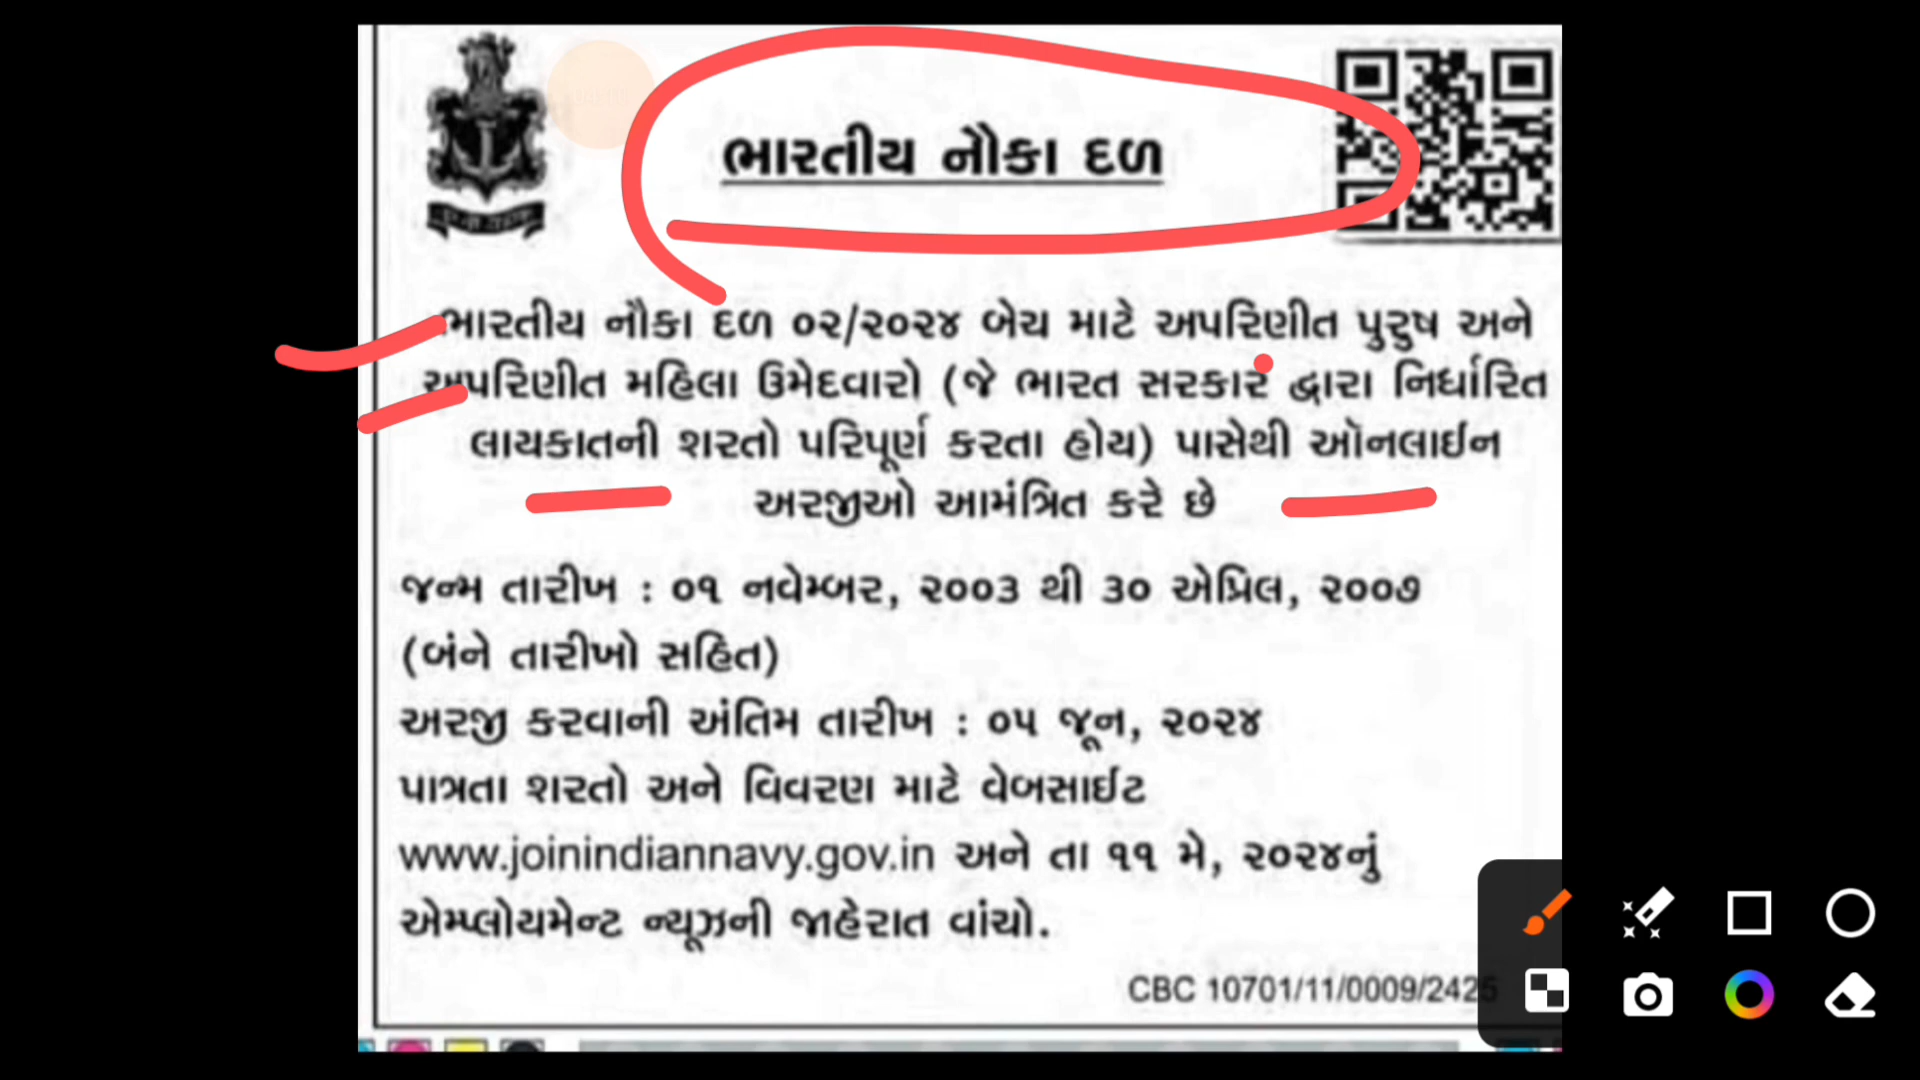 ભારતીય નૌકા દળ
ભારતીય નૌકા દળ ૦૨/૨૦૨૪ બેચ માટે અપરિણીત પુરુષ અને
અપરિણીત મહિલા ઉમેદવારો (જે ભારત સરકાર દ્વારા નિર્ધારિત
લાયકાતની શરતો પરિપૂર્ણ કરતા હોય) પાસેથી ઑનલાઈન
અરજીઓ આમંત્રિત કરે છે
જન્મ તારીખ : ૦૧ નવેમ્બર, ૨૦૦૩ થી ૩૦ એપ્રિલ, ૨૦૦૭
(બંને તારીખો સહિત)
અરજી કરવાની અંતિમ તારીખ : ૦૫ જૂન, ૨૦૨૪
પાત્રતા શરતો અને વિવરણ માટે વેબસાઈટ
www.joinindiannavy.gov.in અને તા ૧૧ મે, ૨૦૨૪નું
એમ્પ્લોયમેન્ટ ન્યૂઝની જાહેરાત વાંચો.
CBC 10701/11/0009/2425